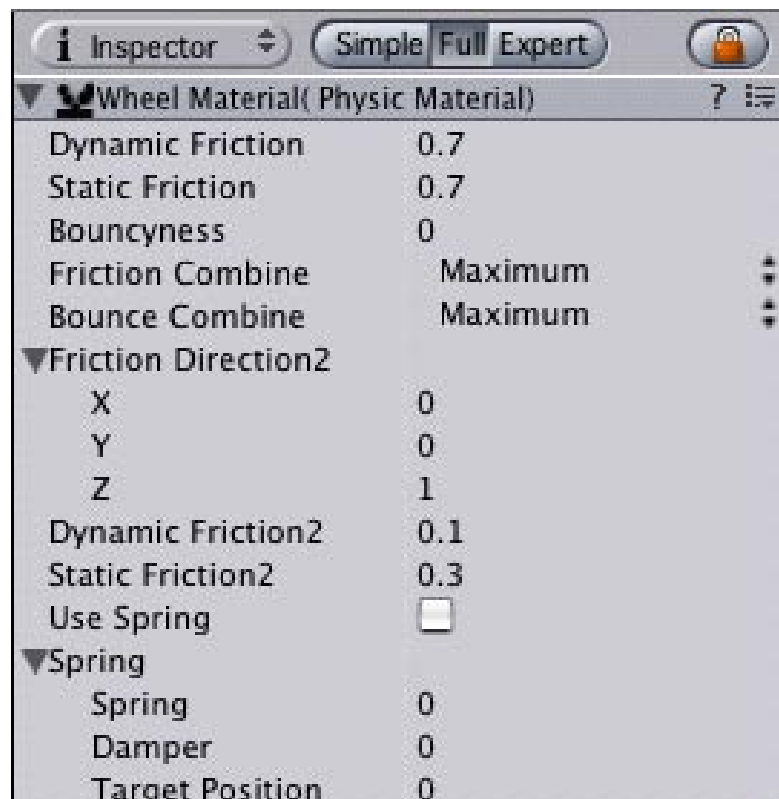 i Inspector Simple Full Expert
Wheel Material( Physic Material) ?
Dynamic Friction 0.7
Static Friction 0.7
Bouncyness 0
Friction Combine Maximum
Bounce Combine Maximum
Friction Direction2
X 0
Y 0
Z 1
Dynamic Friction2 0.1
Static Friction2 0.3
Use Spring
Spring
Spring 0
Damper 0
Target Position 0